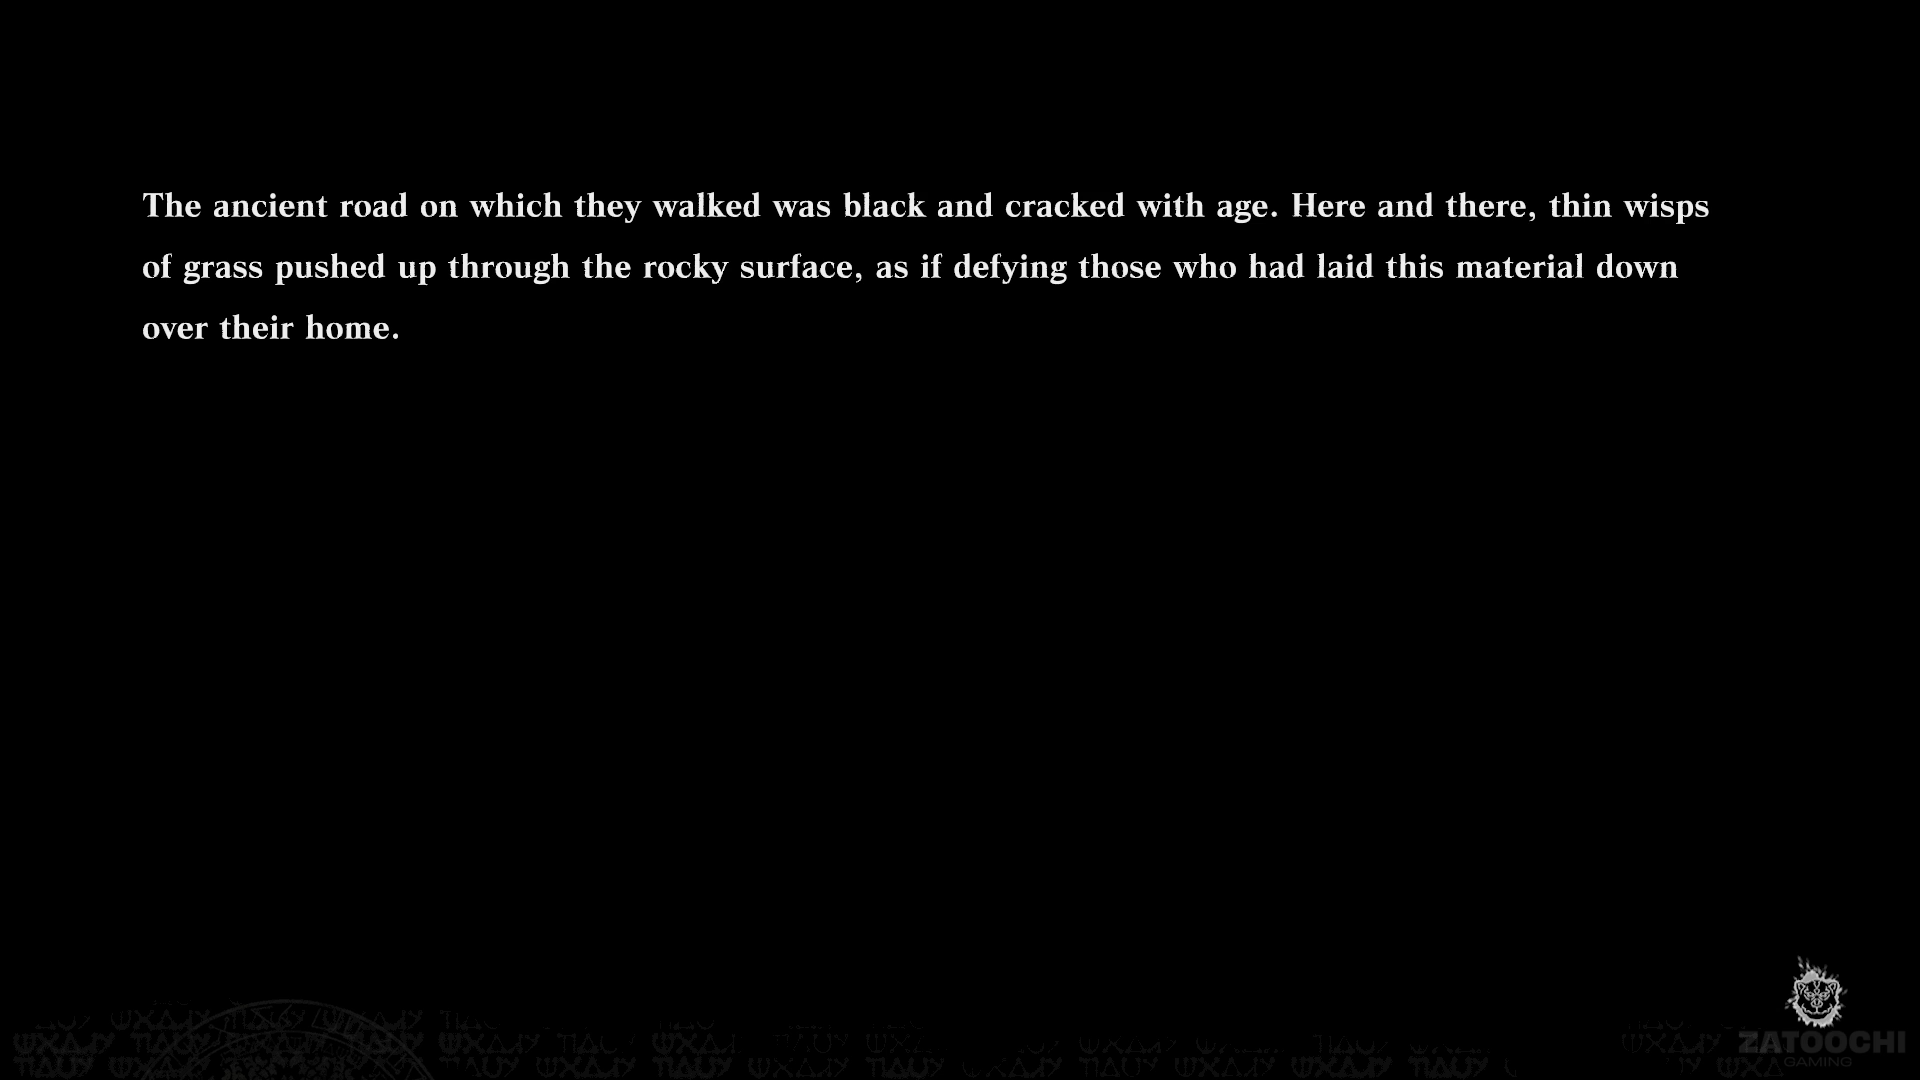 The ancient road on which they walked was black and cracked with age. Here and there, thin wisps
of grass pushed up through the rocky surface, as if defying those who had laid this material down
over their home.
ZATOOCHI
GAMING